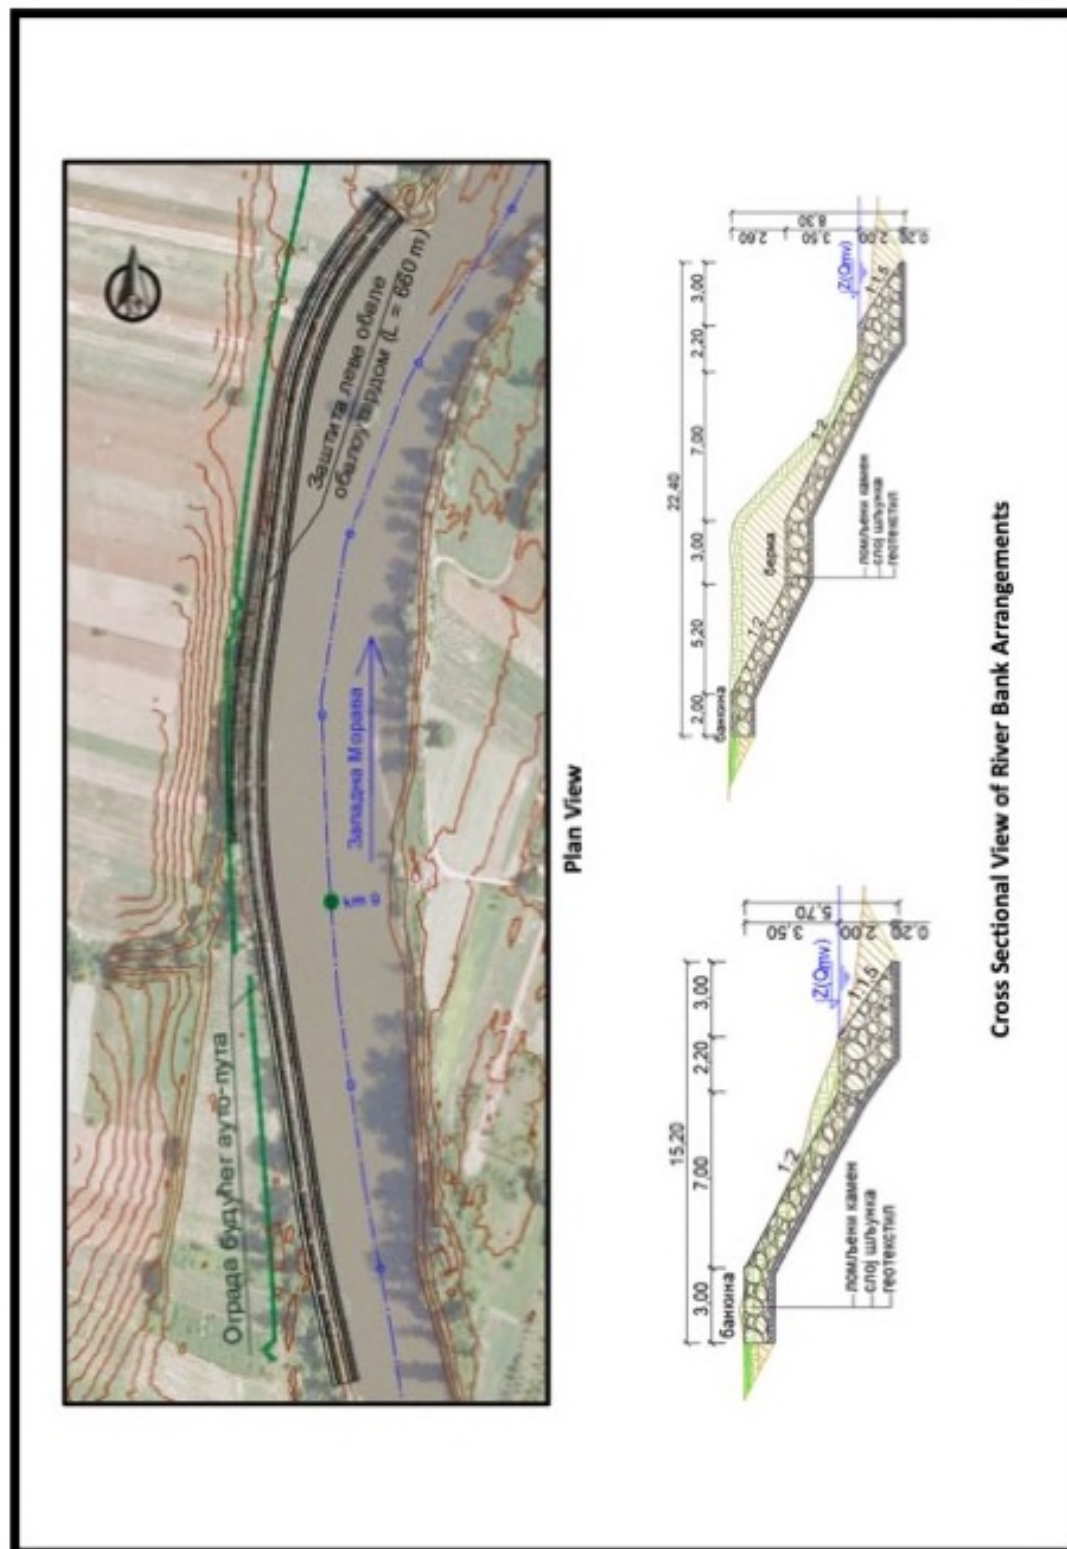 Ограда будућег ауто-пута
Заштита леве обале
обалоутврдом (L = 660 m)
Западна Морава
km
Plan View
15,20
3,00
7,00
2,20
3,00
банкина
1:2
Z(Qmv)
1:1,5
3,50
2,00
0,20
5,70
ломљени камен
слој шљунка
геотекстил
22,40
2,00
5,20
3,00
7,00
2,20
3,00
банкина
1:2
берма
1:2
Z(Qmv)
1:1,5
2,60
3,50
2,00
0,20
8,30
ломљени камен
слој шљунка
геотекстил
Cross Sectional View of River Bank Arrangements